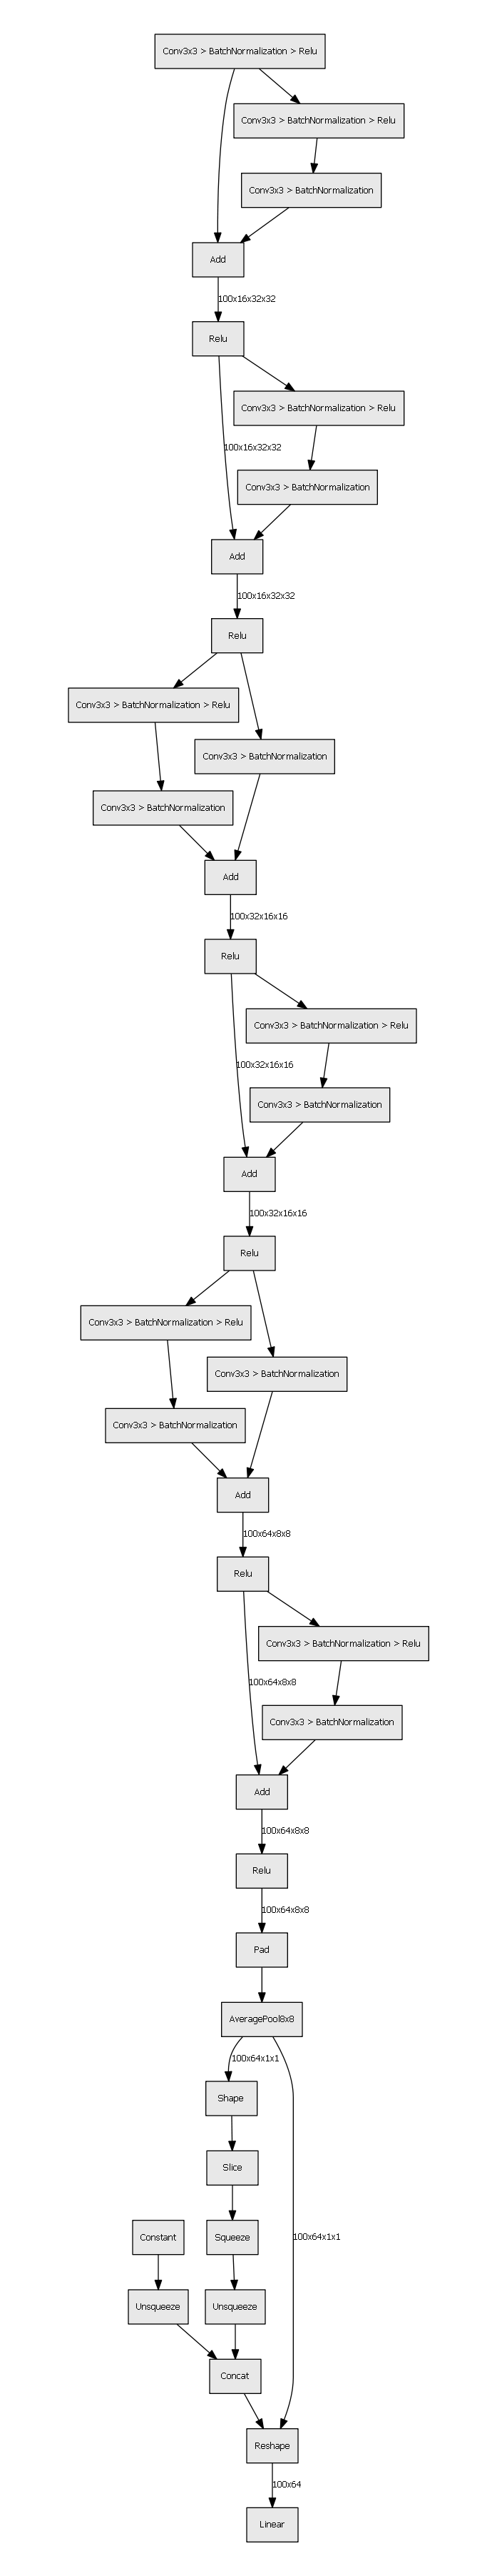 Conv3x3 > BatchNormalization > Relu
Conv3x3 > BatchNormalization > Relu
Conv3x3 > BatchNormalization
Add
100x16x32x32
Relu
Conv3x3 > BatchNormalization > Relu
100x16x32x32
Conv3x3 > BatchNormalization
Add
100x16x32x32
Relu
Conv3x3 > BatchNormalization > Relu
Conv3x3 > BatchNormalization
Conv3x3 > BatchNormalization
Add
100x32x16x16
Relu
Conv3x3 > BatchNormalization > Relu
100x32x16x16
Conv3x3 > BatchNormalization
Add
100x32x16x16
Relu
Conv3x3 > BatchNormalization > Relu
Conv3x3 > BatchNormalization
Conv3x3 > BatchNormalization
Add
100x64x8x8
Relu
Conv3x3 > BatchNormalization > Relu
100x64x8x8
Conv3x3 > BatchNormalization
Add
100x64x8x8
Relu
100x64x8x8
Pad
AveragePool8x8
100x64x1x1
Shape
Slice
Constant
Squeeze
100x64x1x1
Unsqueeze
Unsqueeze
Concat
Reshape
100x64
Linear